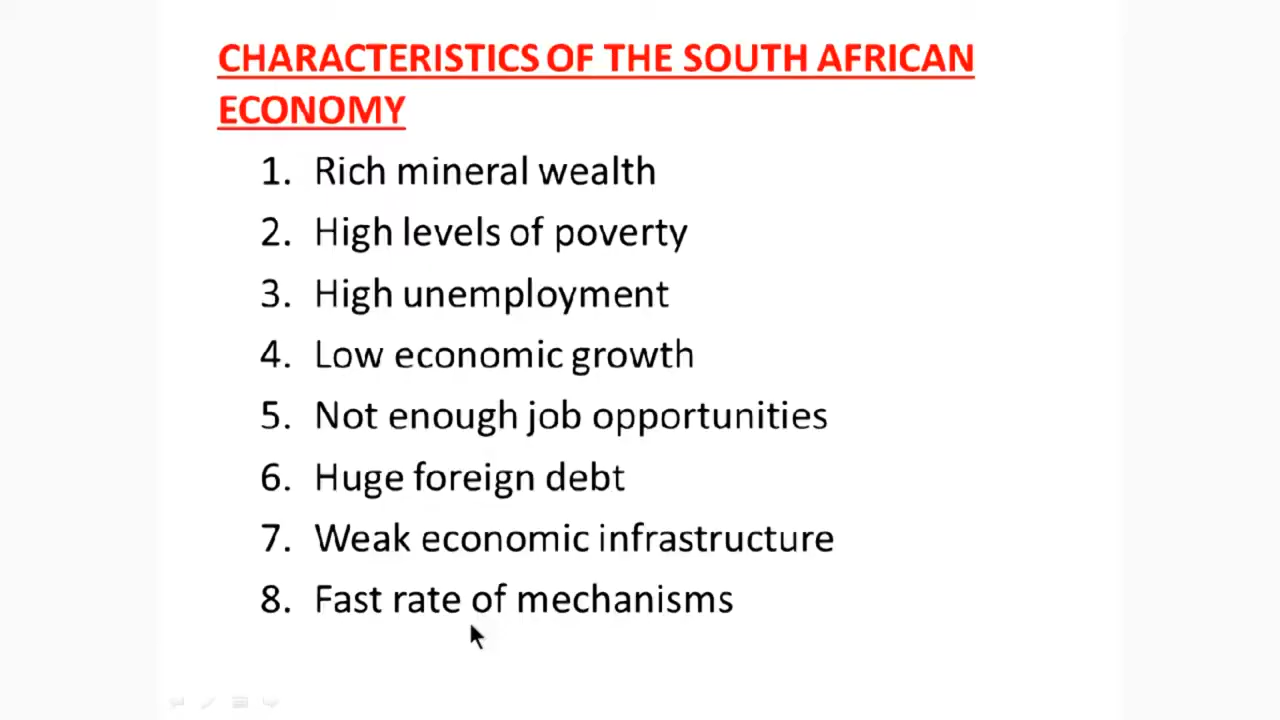 CHARACTERISTICS OF THE SOUTH AFRICAN
ECONOMY
1. Rich mineral wealth
2. High levels of poverty
3. High unemployment
4. Low economic growth
5. Not enough job opportunities
6. Huge foreign debt
7. Weak economic infrastructure
8. Fast rate of mechanisms